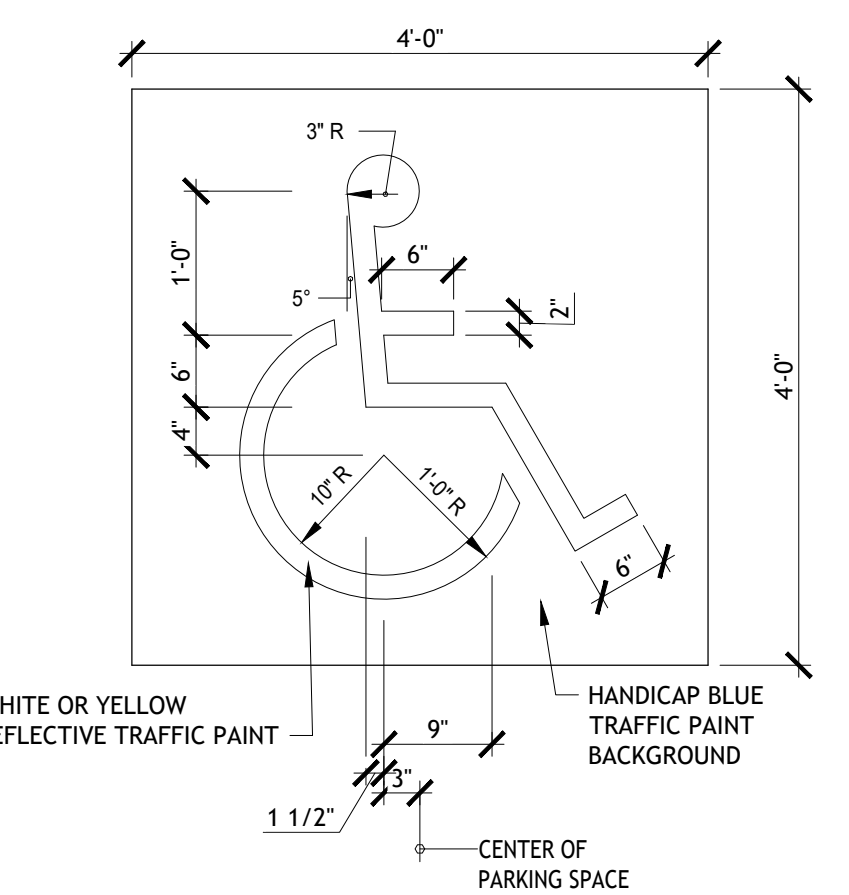 4'-0"
3" R
1'-0"
6"
5°
2"
6"
4'-0"
4"
10" R
1'-0" R
6"
HITE OR YELLOW
EFLECTIVE TRAFFIC PAINT
HANDICAP BLUE
TRAFFIC PAINT
BACKGROUND
9"
3"
1 1/2"
CENTER OF
PARKING SPACE